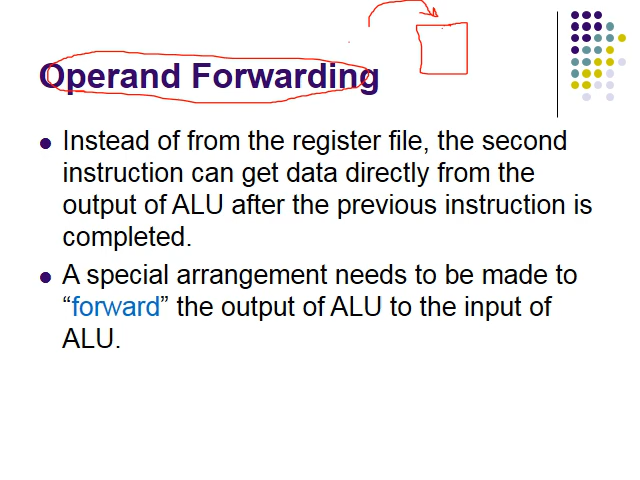 Operand Forwarding
Instead of from the register file, the second
instruction can get data directly from the
output of ALU after the previous instruction is
completed.
A special arrangement needs to be made to
“forward” the output of ALU to the input of
ALU.